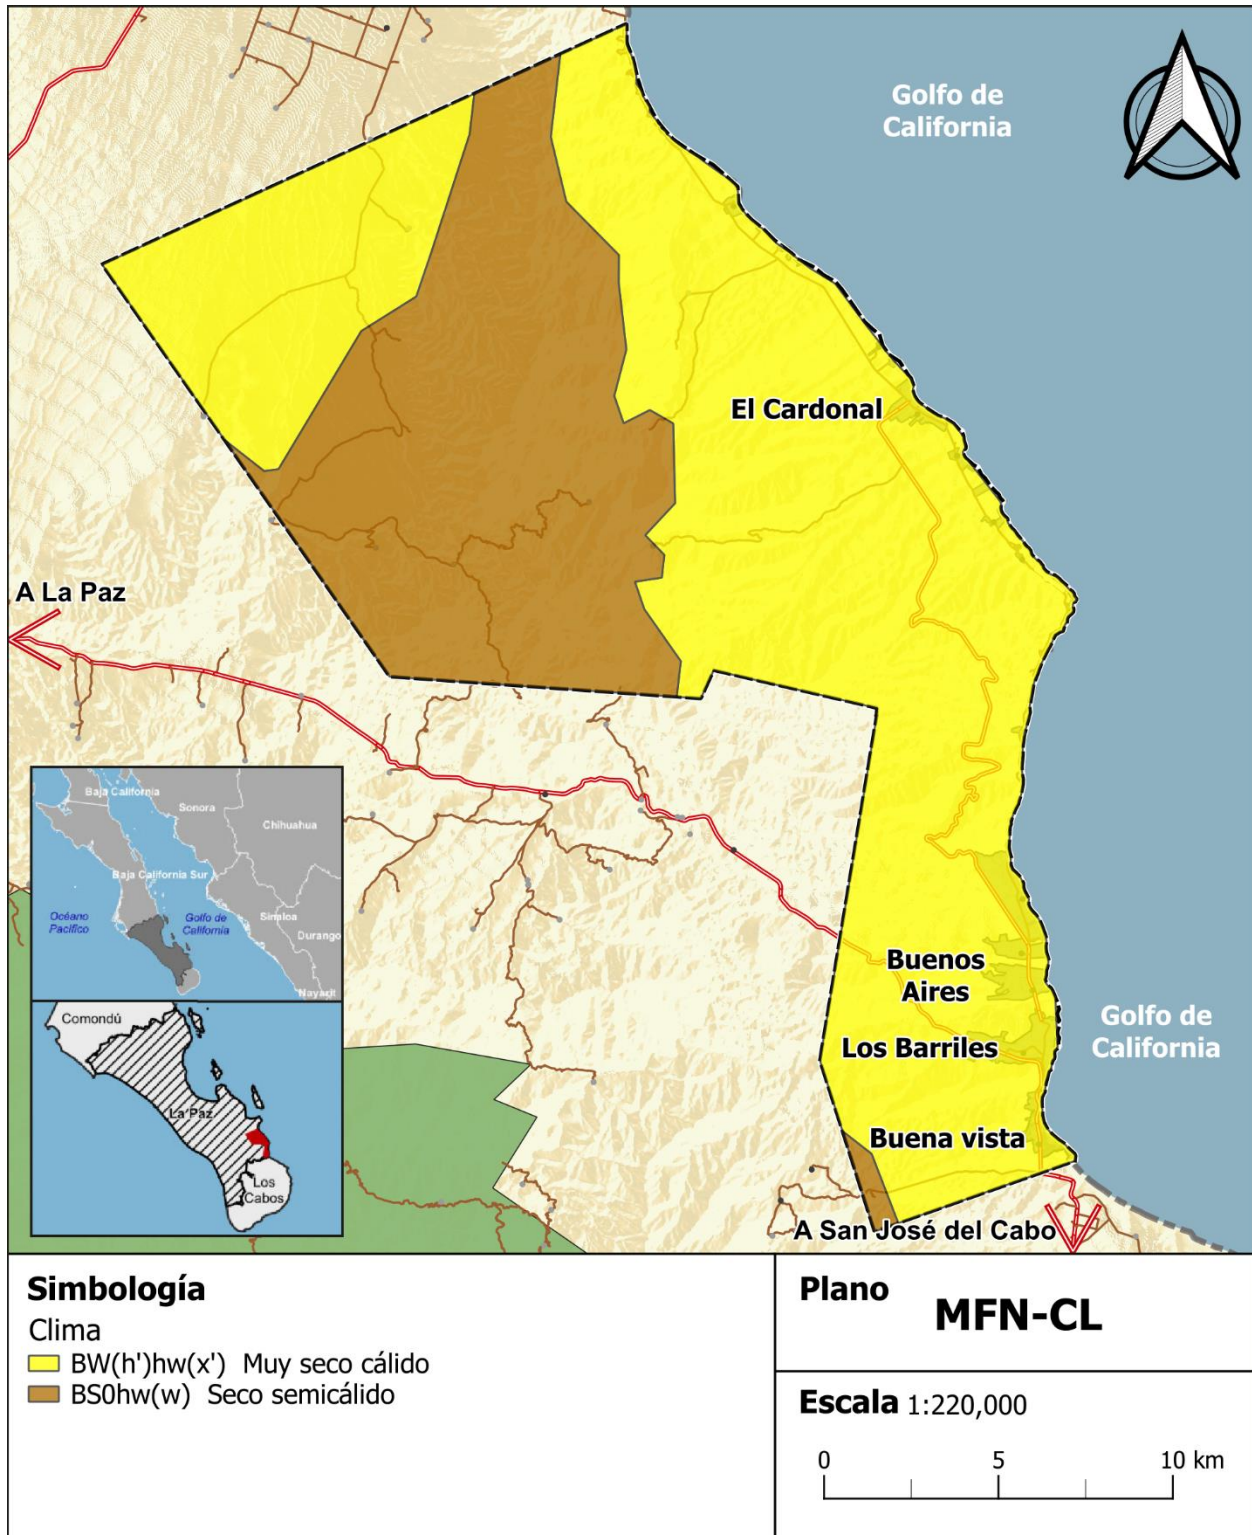 Golfo de
California
El Cardonal
A La Paz
Baja California
Sonora
Chihuahua
Baja California Sur
Océano
Pacífico
Golfo de
California
Sinaloa
Durango
Nayarit
Comondú
La Paz
Los
Cabos
Buenos
Aires
Los Barriles
Golfo de
California
Buena vista
A San José del Cabo
Simbología
Clima
BW(h')hw(x') Muy seco cálido
BS0hw(w) Seco semicálido
Plano
MFN-CL
Escala 1:220,000
0 5 10 km